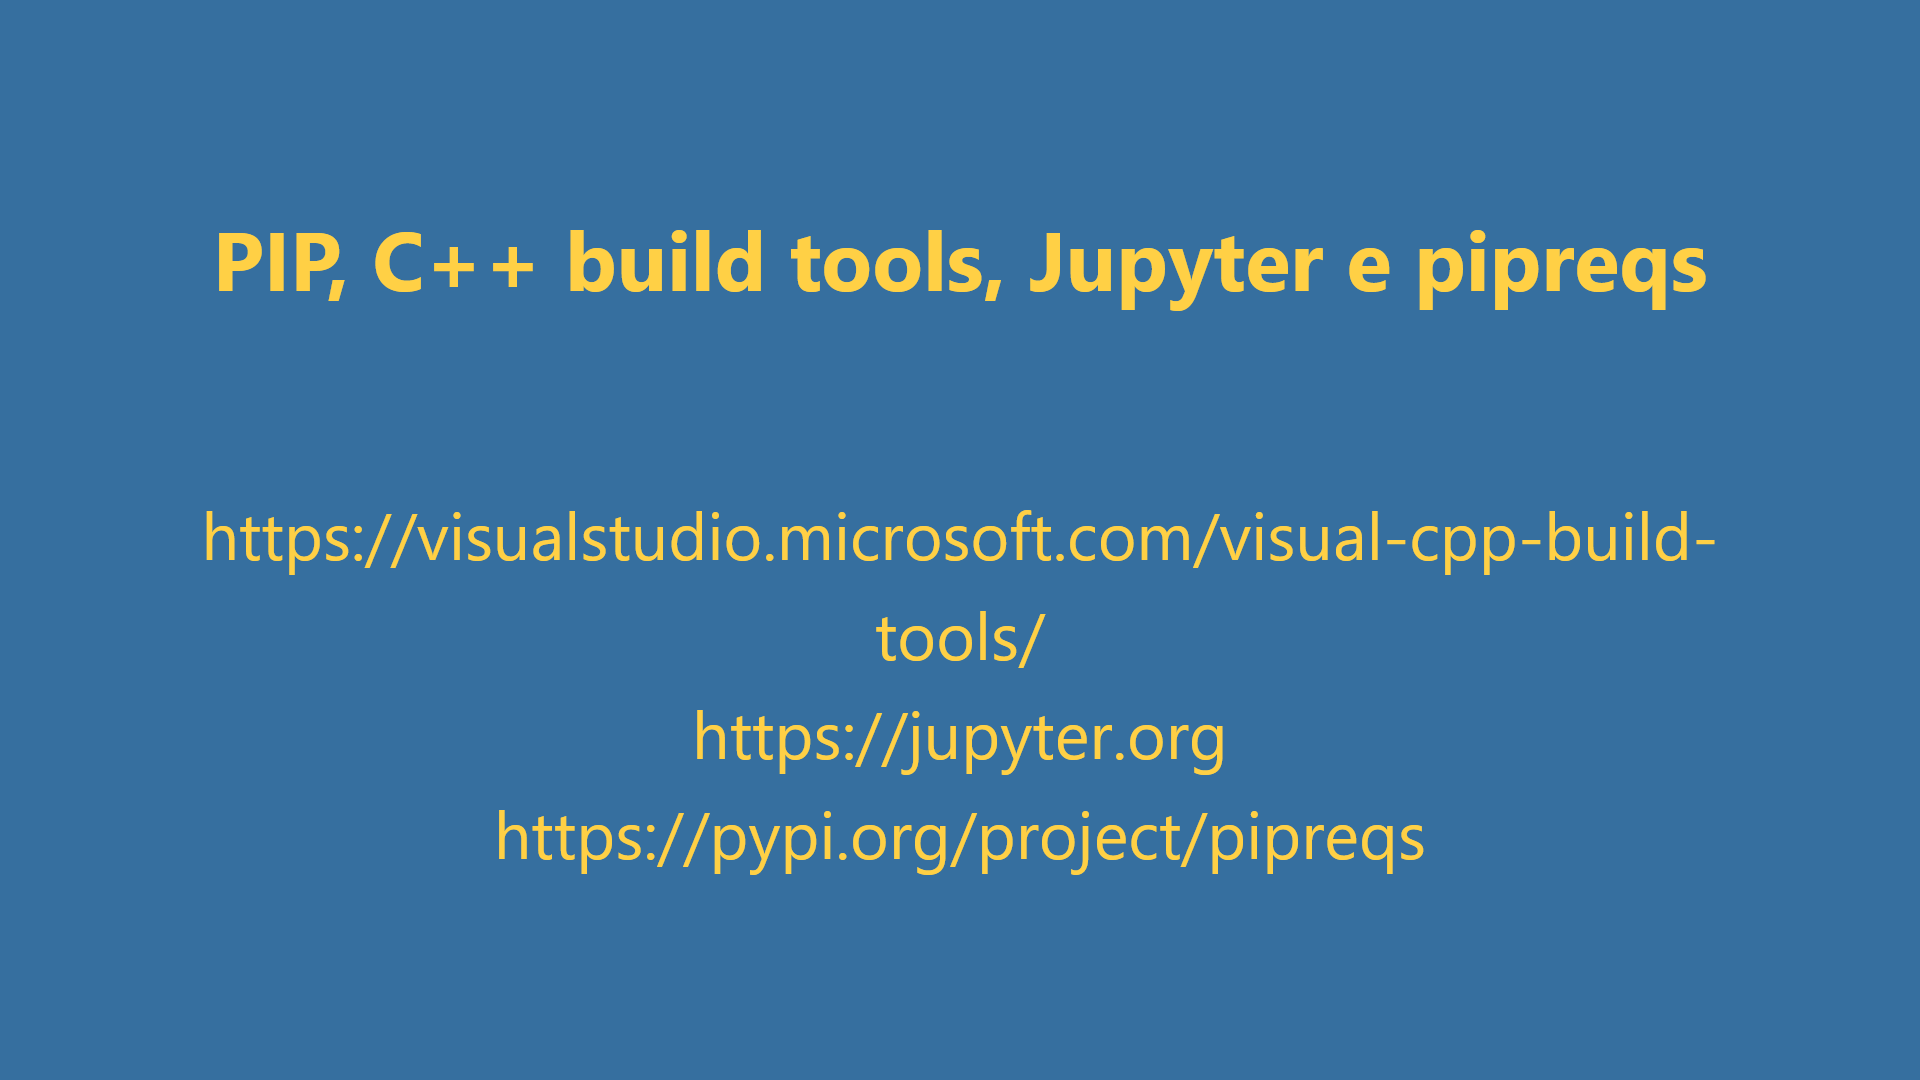 PIP, C++ build tools, Jupyter e pipreqs
https://visualstudio.microsoft.com/visual-cpp-build-
tools/
https://jupyter.org
https://pypi.org/project/pipreqs